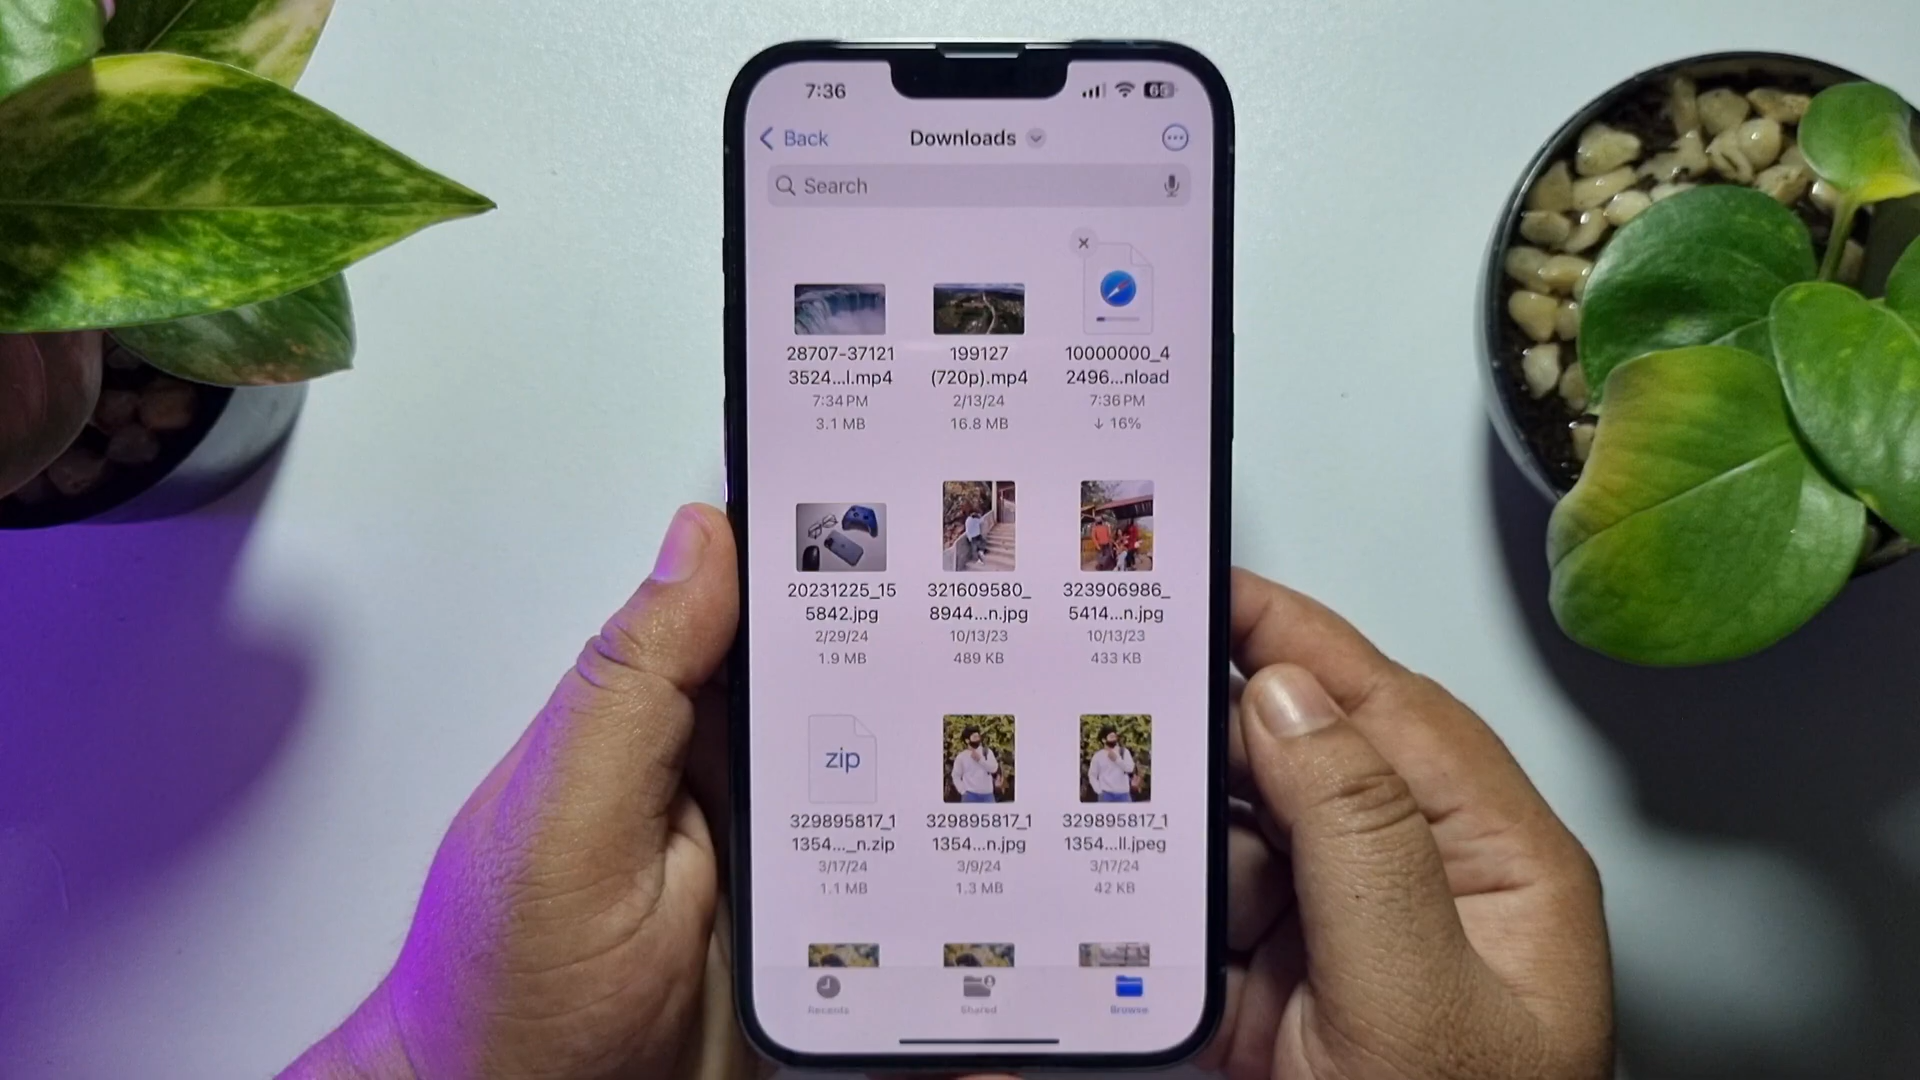 7:36
Back
Downloads
Search
28707-37121
3524...l.mp4
7:34 PM
3.1 MB
199127
(720p).mp4
2/13/24
16.8 MB
10000000_4
2496...nload
7:36 PM
↓ 16%
20231225_15
5842.jpg
2/29/24
1.9 MB
321609580_
8944...n.jpg
10/13/23
489 KB
323906986_
5414...n.jpg
10/13/23
433 KB
zip
329895817_1
1354..._n.zip
3/17/24
1.1 MB
329895817_1
1354...n.jpg
3/9/24
1.3 MB
329895817_1
1354...ll.jpeg
3/17/24
42 KB
Recents
Shared
Browse